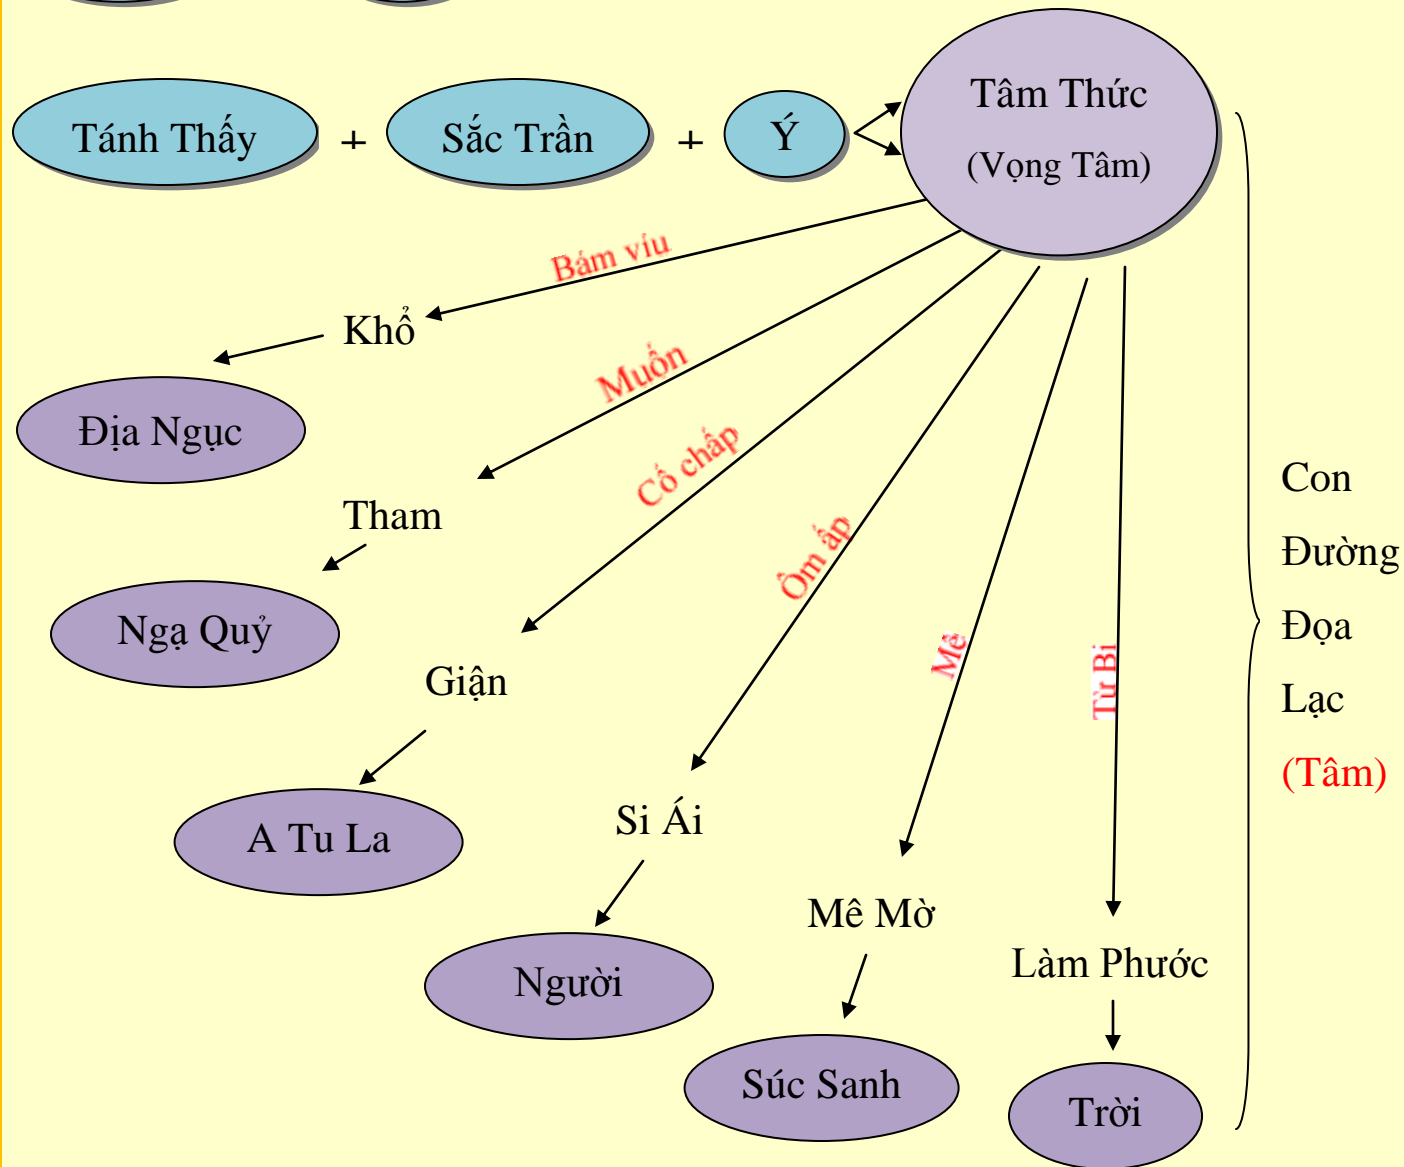 Tánh Thấy + Sắc Trần + Ý
Tâm Thức
(Vọng Tâm)
Bám víu
Khổ
Địa Ngục
Muốn
Tham
Ngạ Quỷ
Cố chấp
Giận
A Tu La
Ôm ấp
Si Ái
Người
Mê
Mê Mờ
Súc Sanh
Từ Bi
Làm Phước
Trời
Con
Đường
Đọa
Lạc
(Tâm)